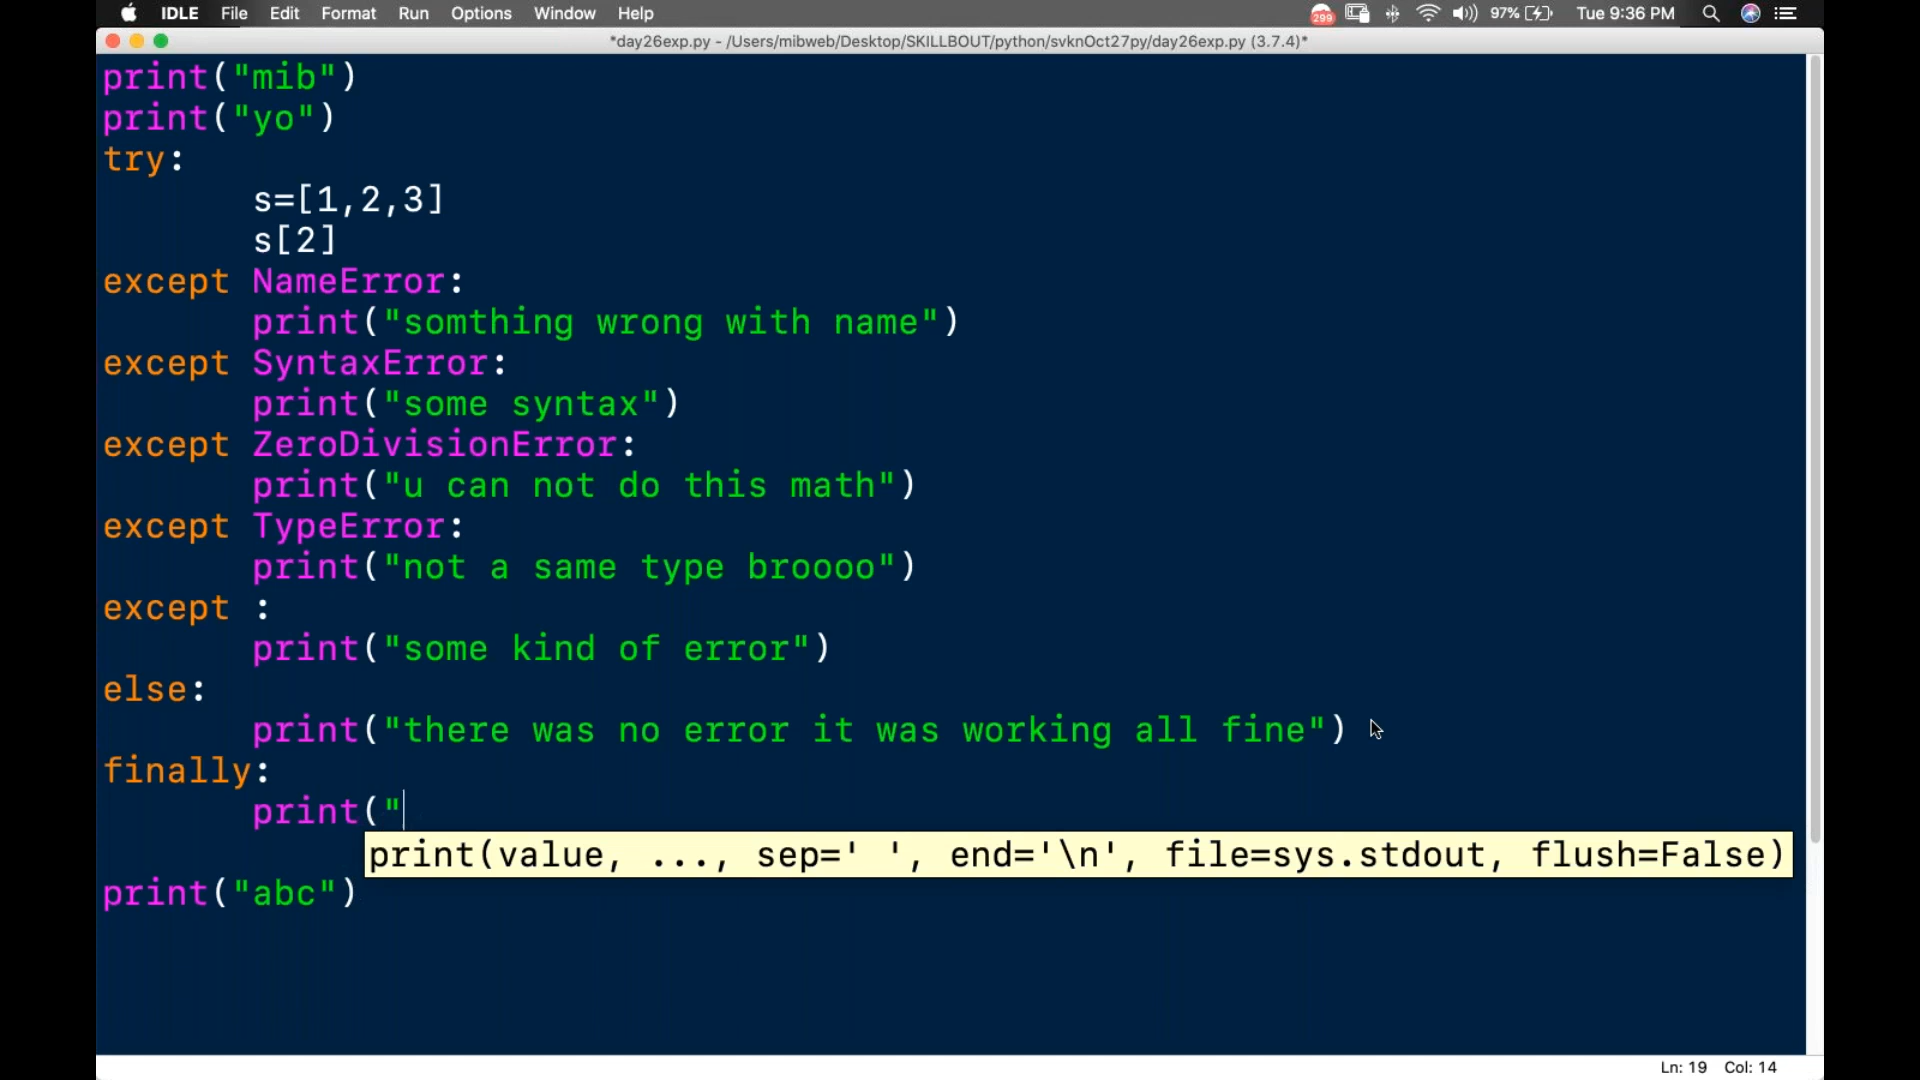 IDLE File Edit Format Run Options Window Help 299 97% Tue 9:36 PM
*day26exp.py - /Users/mibweb/Desktop/SKILLBOUT/python/svknOct27py/day26exp.py (3.7.4)*
print("mib")
print("yo")
try:
s=[1,2,3]
s[2]
except NameError:
print("somthing wrong with name")
except SyntaxError:
print("some syntax")
except ZeroDivisionError:
print("u can not do this math")
except TypeError:
print("not a same type broooo")
except :
print("some kind of error")
else:
print("there was no error it was working all fine")
finally:
print("
print(value, ..., sep=' ', end='\n', file=sys.stdout, flush=False)
print("abc")
Ln: 19 Col: 14